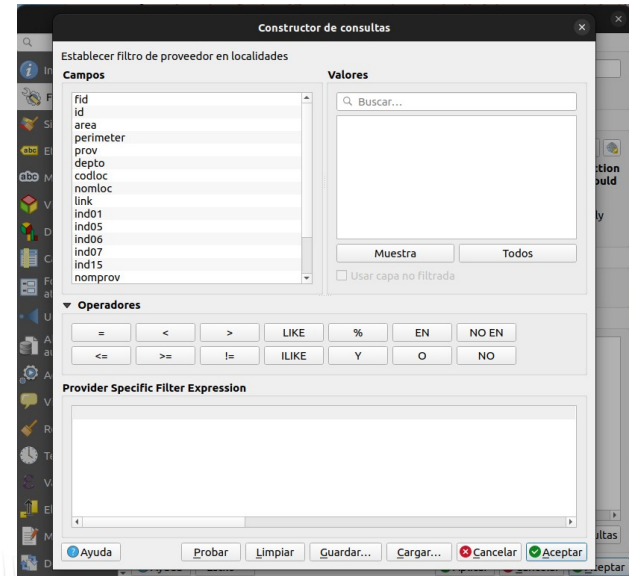 Constructor de consultas
Establecer filtro de proveedor en localidades
Campos
Valores
fid
id
area
perimeter
prov
depto
codloc
nomloc
link
ind01
ind05
ind06
ind07
ind15
nomprov
Buscar...
Muestra
Todos
Usar capa no filtrada
Operadores
= < > LIKE % EN NO EN
<= >= != ILIKE Y O NO
Provider Specific Filter Expression
Ayuda Probar Limpiar Guardar... Cargar... Cancelar Aceptar